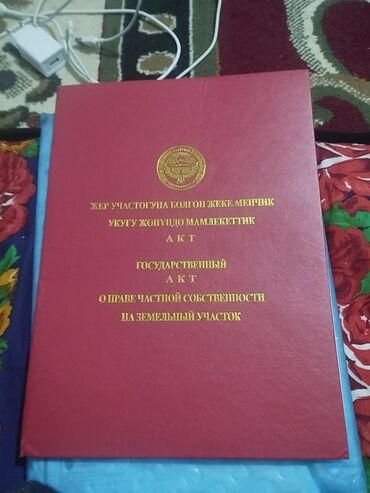 ЖЕР УЧАСТОГУНА БОЛГОН ЖЕКЕ МЕНЧИК
УКУГУ ЖӨНҮНДӨ МАМЛЕКЕТТИК
АКТ
ГОСУДАРСТВЕННЫЙ
АКТ
О ПРАВЕ ЧАСТНОЙ СОБСТВЕННОСТИ
НА ЗЕМЕЛЬНЫЙ УЧАСТОК